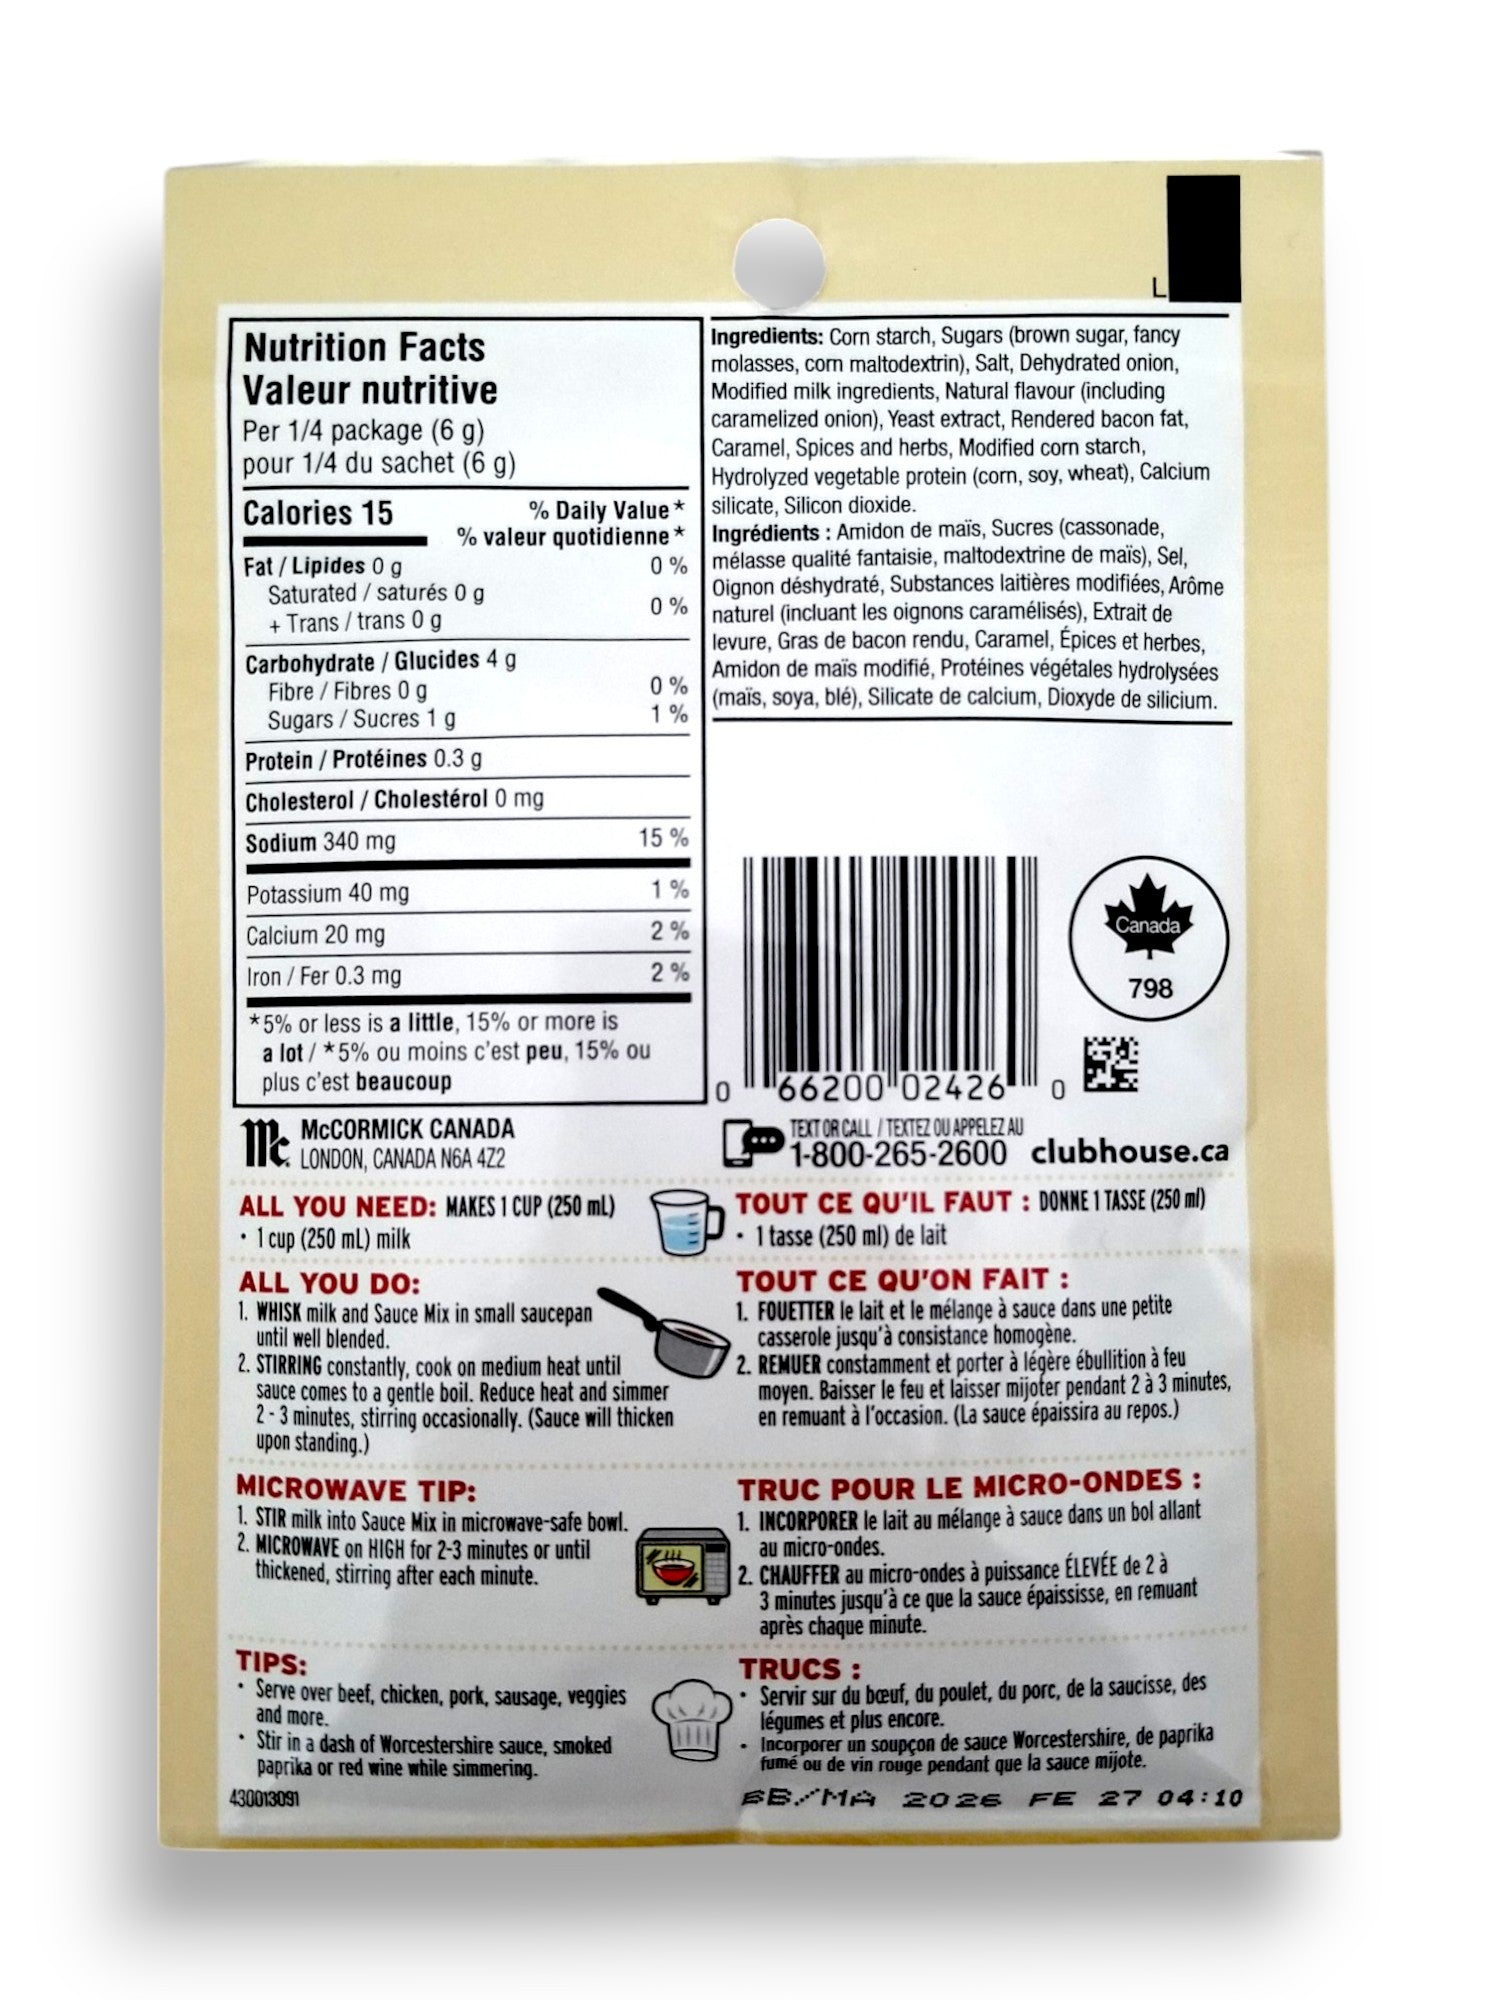 L
Nutrition Facts
Valeur nutritive
Per 1/4 package (6 g)
pour 1/4 du sachet (6 g)
Calories 15
% Daily Value*
% valeur quotidienne*
Fat / Lipides 0 g 0 %
Saturated / saturés 0 g
+ Trans / trans 0 g 0 %
Carbohydrate / Glucides 4 g
Fibre / Fibres 0 g 0 %
Sugars / Sucres 1 g 1 %
Protein / Protéines 0.3 g
Cholesterol / Cholestérol 0 mg
Sodium 340 mg 15 %
Potassium 40 mg 1 %
Calcium 20 mg 2 %
Iron / Fer 0.3 mg 2 %
*5% or less is a little, 15% or more is
a lot / *5% ou moins c'est peu, 15% ou
plus c'est beaucoup
Ingredients: Corn starch, Sugars (brown sugar, fancy
molasses, corn maltodextrin), Salt, Dehydrated onion,
Modified milk ingredients, Natural flavour (including
caramelized onion), Yeast extract, Rendered bacon fat,
Caramel, Spices and herbs, Modified corn starch,
Hydrolyzed vegetable protein (corn, soy, wheat), Calcium
silicate, Silicon dioxide.
Ingrédients : Amidon de maïs, Sucres (cassonade,
mélasse qualité fantaisie, maltodextrine de maïs), Sel,
Oignon déshydraté, Substances laitières modifiées, Arôme
naturel (incluant les oignons caramélisés), Extrait de
levure, Gras de bacon rendu, Caramel, Épices et herbes,
Amidon de maïs modifié, Protéines végétales hydrolysées
(maïs, soya, blé), Silicate de calcium, Dioxyde de silicium.
Canada
798
0 66200 02426 0
Mc McCORMICK CANADA
LONDON, CANADA N6A 4Z2
TEXT OR CALL / TEXTEZ OU APPELEZ AU
1-800-265-2600 clubhouse.ca
ALL YOU NEED: MAKES 1 CUP (250 mL)
• 1 cup (250 mL) milk
ALL YOU DO:
1. WHISK milk and Sauce Mix in small saucepan
until well blended.
2. STIRRING constantly, cook on medium heat until
sauce comes to a gentle boil. Reduce heat and simmer
2 - 3 minutes, stirring occasionally. (Sauce will thicken
upon standing.)
MICROWAVE TIP:
1. STIR milk into Sauce Mix in microwave-safe bowl.
2. MICROWAVE on HIGH for 2-3 minutes or until
thickened, stirring after each minute.
TIPS:
• Serve over beef, chicken, pork, sausage, veggies
and more.
• Stir in a dash of Worcestershire sauce, smoked
paprika or red wine while simmering.
430013091
TOUT CE QU'IL FAUT : DONNE 1 TASSE (250 ml)
• 1 tasse (250 ml) de lait
TOUT CE QU'ON FAIT :
1. FOUETTER le lait et le mélange à sauce dans une petite
casserole jusqu'à consistance homogène.
2. REMUER constamment et porter à légère ébullition à feu
moyen. Baisser le feu et laisser mijoter pendant 2 à 3 minutes,
en remuant à l'occasion. (La sauce épaissira au repos.)
TRUC POUR LE MICRO-ONDES :
1. INCORPORER le lait au mélange à sauce dans un bol allant
au micro-ondes.
2. CHAUFFER au micro-ondes à puissance ÉLEVÉE de 2 à
3 minutes jusqu'à ce que la sauce épaississe, en remuant
après chaque minute.
TRUCS :
• Servir sur du bœuf, du poulet, du porc, de la saucisse, des
légumes et plus encore.
• Incorporer un soupçon de sauce Worcestershire, de paprika
fumé ou de vin rouge pendant que la sauce mijote.
BB/MA 2026 FE 27 04:10